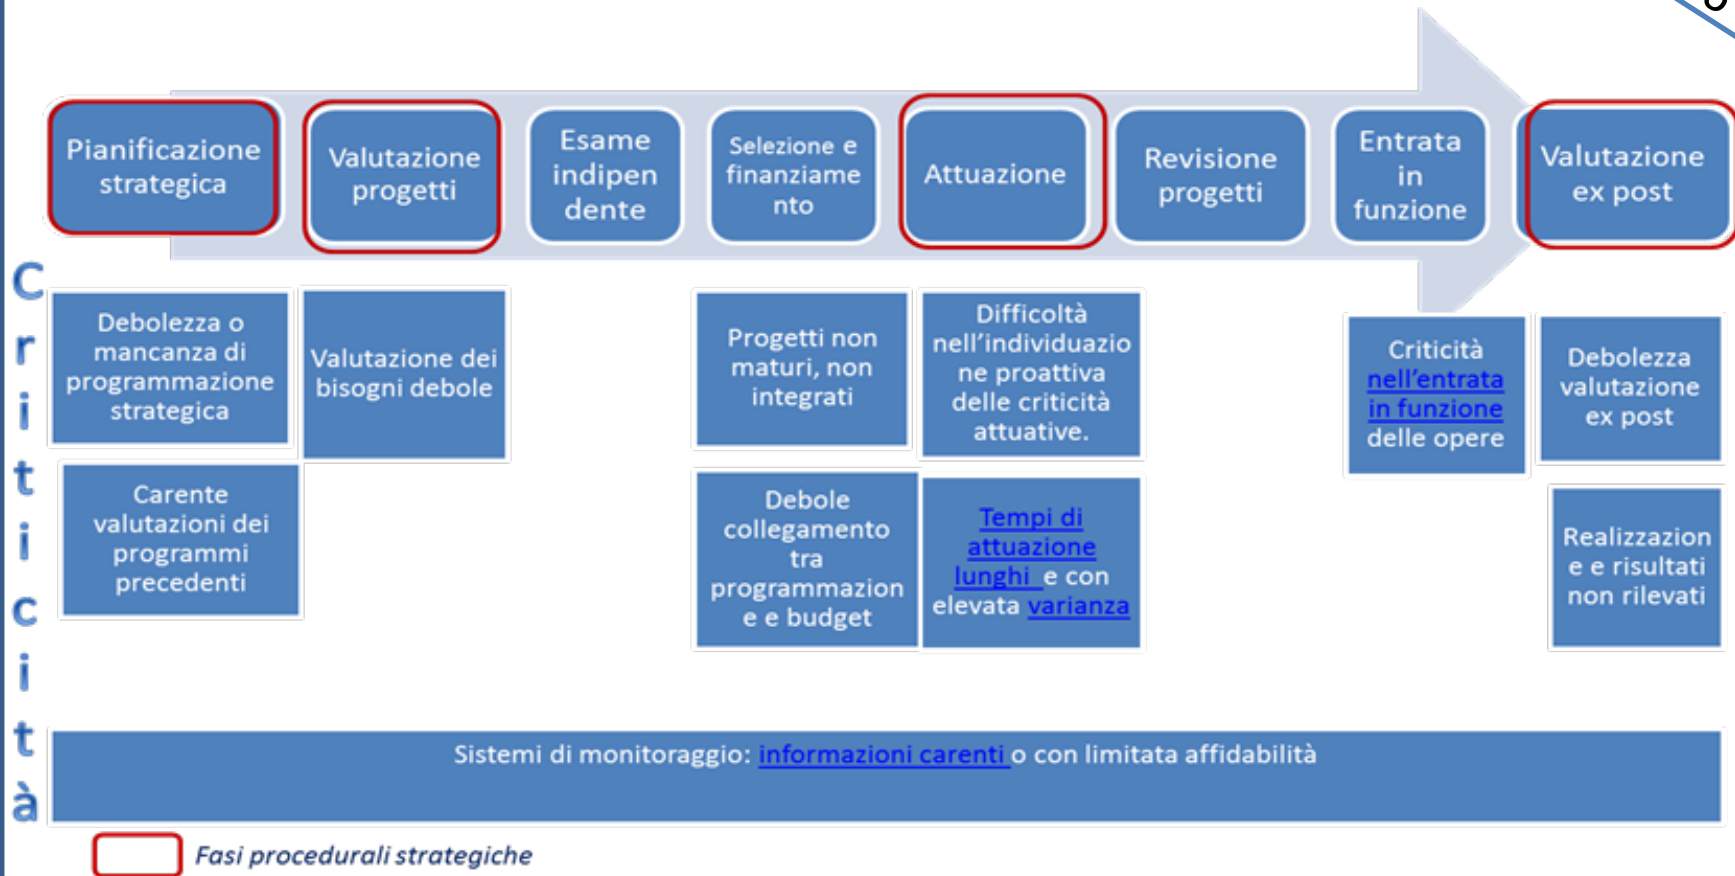 Pianificazione
strategica
Valutazione
progetti
Esame
indipen
dente
Selezione e
finanziame
nto
Attuazione
Revisione
progetti
Entrata
in
funzione
Valutazione
ex post
Criticità
Debolezza o
mancanza di
programmazione
strategica
Carente
valutazioni dei
programmi
precedenti
Valutazione dei
bisogni debole
Progetti non
maturi, non
integrati
Debole
collegamento
tra
programmazion
e e budget
Difficoltà
nell'individuazio
ne proattiva
delle criticità
attuative.
Tempi di
attuazione
lunghi e con
elevata varianza
Criticità
nell'entrata
in funzione
delle opere
Debolezza
valutazione
ex post
Realizzazion
e e risultati
non rilevati
Sistemi di monitoraggio: informazioni carenti o con limitata affidabilità
Fasi procedurali strategiche